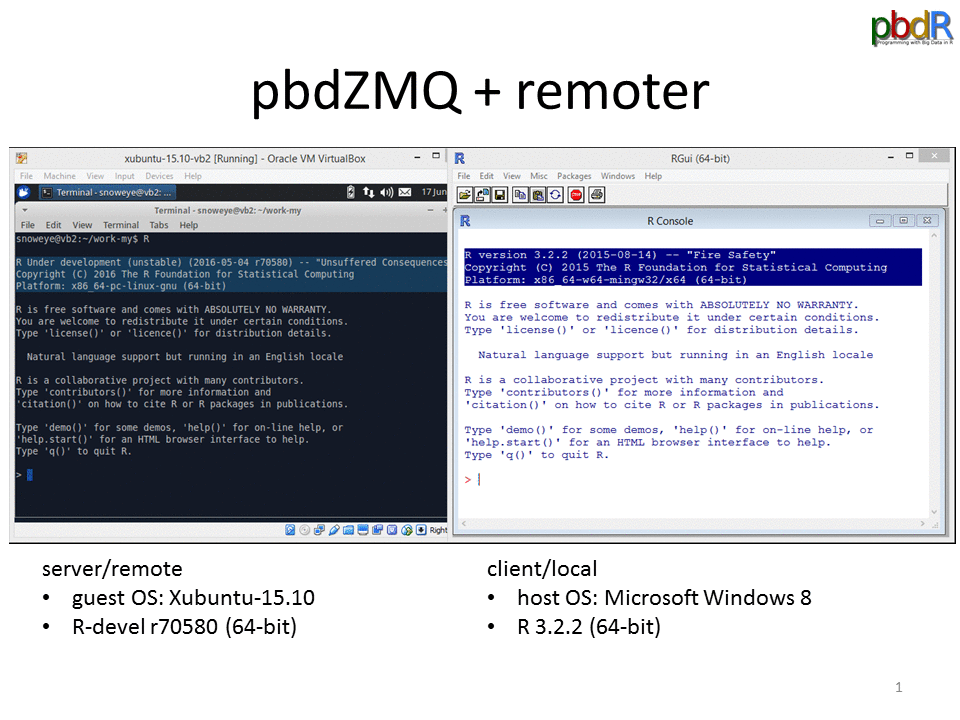 pbdR
Programming with Big Data in R
pbdZMQ + remoter
xubuntu-15.10-vb2 [Running] - Oracle VM VirtualBox
File Machine View Input Devices Help
Terminal - snoweye@vb2: ...
17 Jun
Terminal - snoweye@vb2: ~/work-my
File Edit View Terminal Tabs Help
snoweye@vb2:~/work-my$ R
R Under development (unstable) (2016-05-04 r70580) -- "Unsuffered Consequences
Copyright (C) 2016 The R Foundation for Statistical Computing
Platform: x86_64-pc-linux-gnu (64-bit)
R is free software and comes with ABSOLUTELY NO WARRANTY.
You are welcome to redistribute it under certain conditions.
Type 'license()' or 'licence()' for distribution details.
Natural language support but running in an English locale
R is a collaborative project with many contributors.
Type 'contributors()' for more information and
'citation()' on how to cite R or R packages in publications.
Type 'demo()' for some demos, 'help()' for on-line help, or
'help.start()' for an HTML browser interface to help.
Type 'q()' to quit R.
>
Right
RGui (64-bit)
File Edit View Misc Packages Windows Help
STOP
R Console
R version 3.2.2 (2015-08-14) -- "Fire Safety"
Copyright (C) 2015 The R Foundation for Statistical Computing
Platform: x86_64-w64-mingw32/x64 (64-bit)
R is free software and comes with ABSOLUTELY NO WARRANTY.
You are welcome to redistribute it under certain conditions.
Type 'license()' or 'licence()' for distribution details.
Natural language support but running in an English locale
R is a collaborative project with many contributors.
Type 'contributors()' for more information and
'citation()' on how to cite R or R packages in publications.
Type 'demo()' for some demos, 'help()' for on-line help, or
'help.start()' for an HTML browser interface to help.
Type 'q()' to quit R.
>
server/remote
• guest OS: Xubuntu-15.10
• R-devel r70580 (64-bit)
client/local
• host OS: Microsoft Windows 8
• R 3.2.2 (64-bit)
1